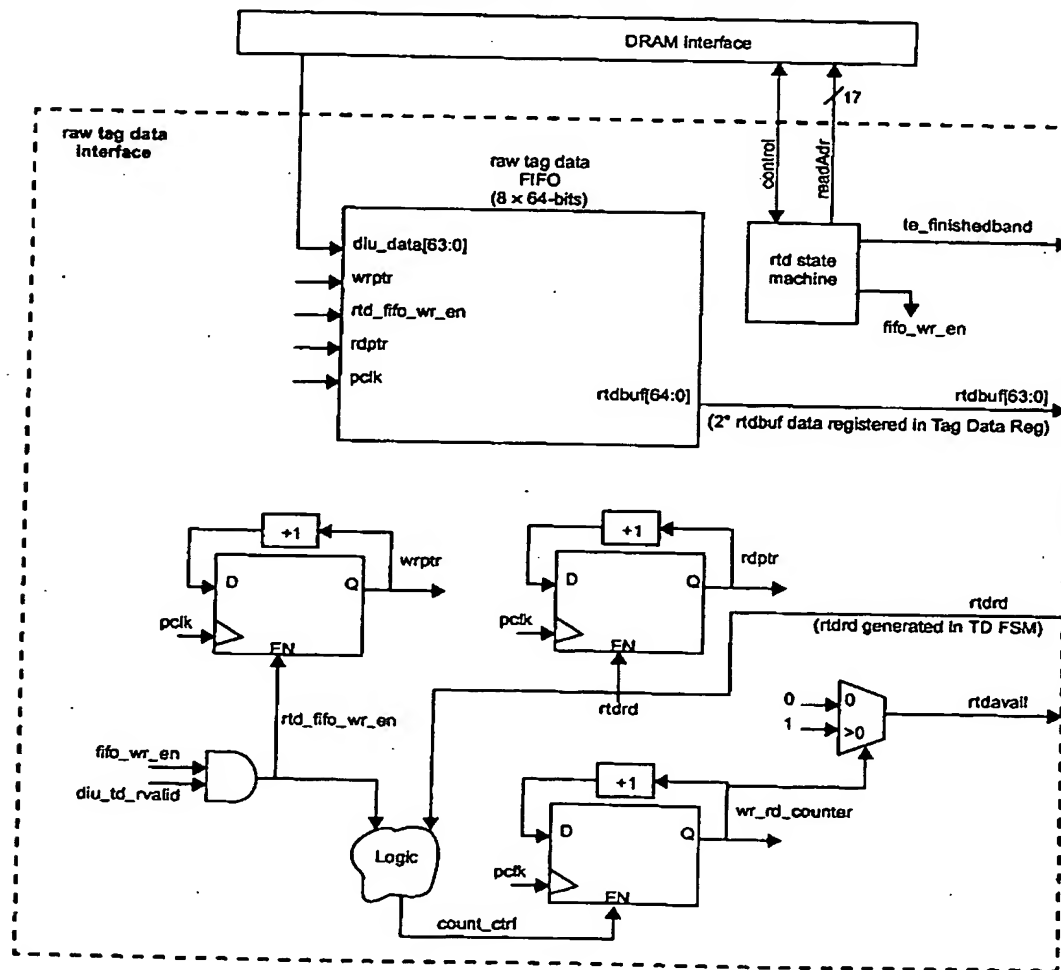 DRAM interface
17
raw tag data
interface
raw tag data
FIFO
(8 × 64-bits)
control
readAdr
diu_data[63:0]
wrptr
rtd_fifo_wr_en
rdptr
pclk
rtdbuf[64:0]
rtd state
machine
te_finishedband
fifo_wr_en
rtdbuf[63:0]
(2* rtdbuf data registered in Tag Data Reg)
+1
wrptr
D
Q
pclk
EN
rtd_fifo_wr_en
+1
rdptr
D
Q
pclk
EN
rtdrd
rtdrd
(rtdrd generated in TD FSM)
0
0
1
>0
rtdavail
fifo_wr_en
diu_td_rvalid
Logic
count_ctrl
+1
wr_rd_counter
D
Q
pclk
EN